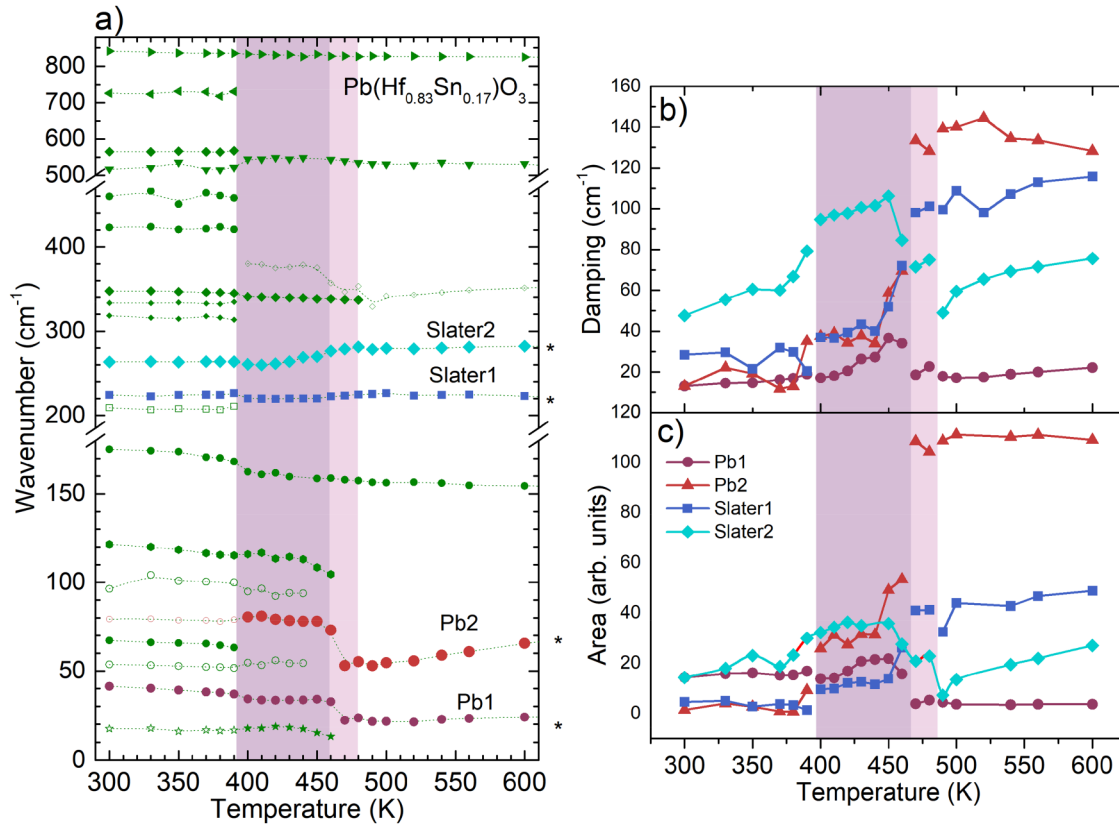 a)
Pb(Hf0.83Sn0.17)O3
Slater2
*
Slater1
*
Pb2
*
Pb1
*
Wavenumber (cm-1)
800
750
600
550
500
400
300
200
150
100
50
0
300 350 400 450 500 550 600
Temperature (K)
b)
Damping (cm-1)
160
140
120
100
80
60
40
20
120
c)
Area (arb. units)
100
80
60
40
20
0
Pb1
Pb2
Slater1
Slater2
300 350 400 450 500 550 600
Temperature (K)